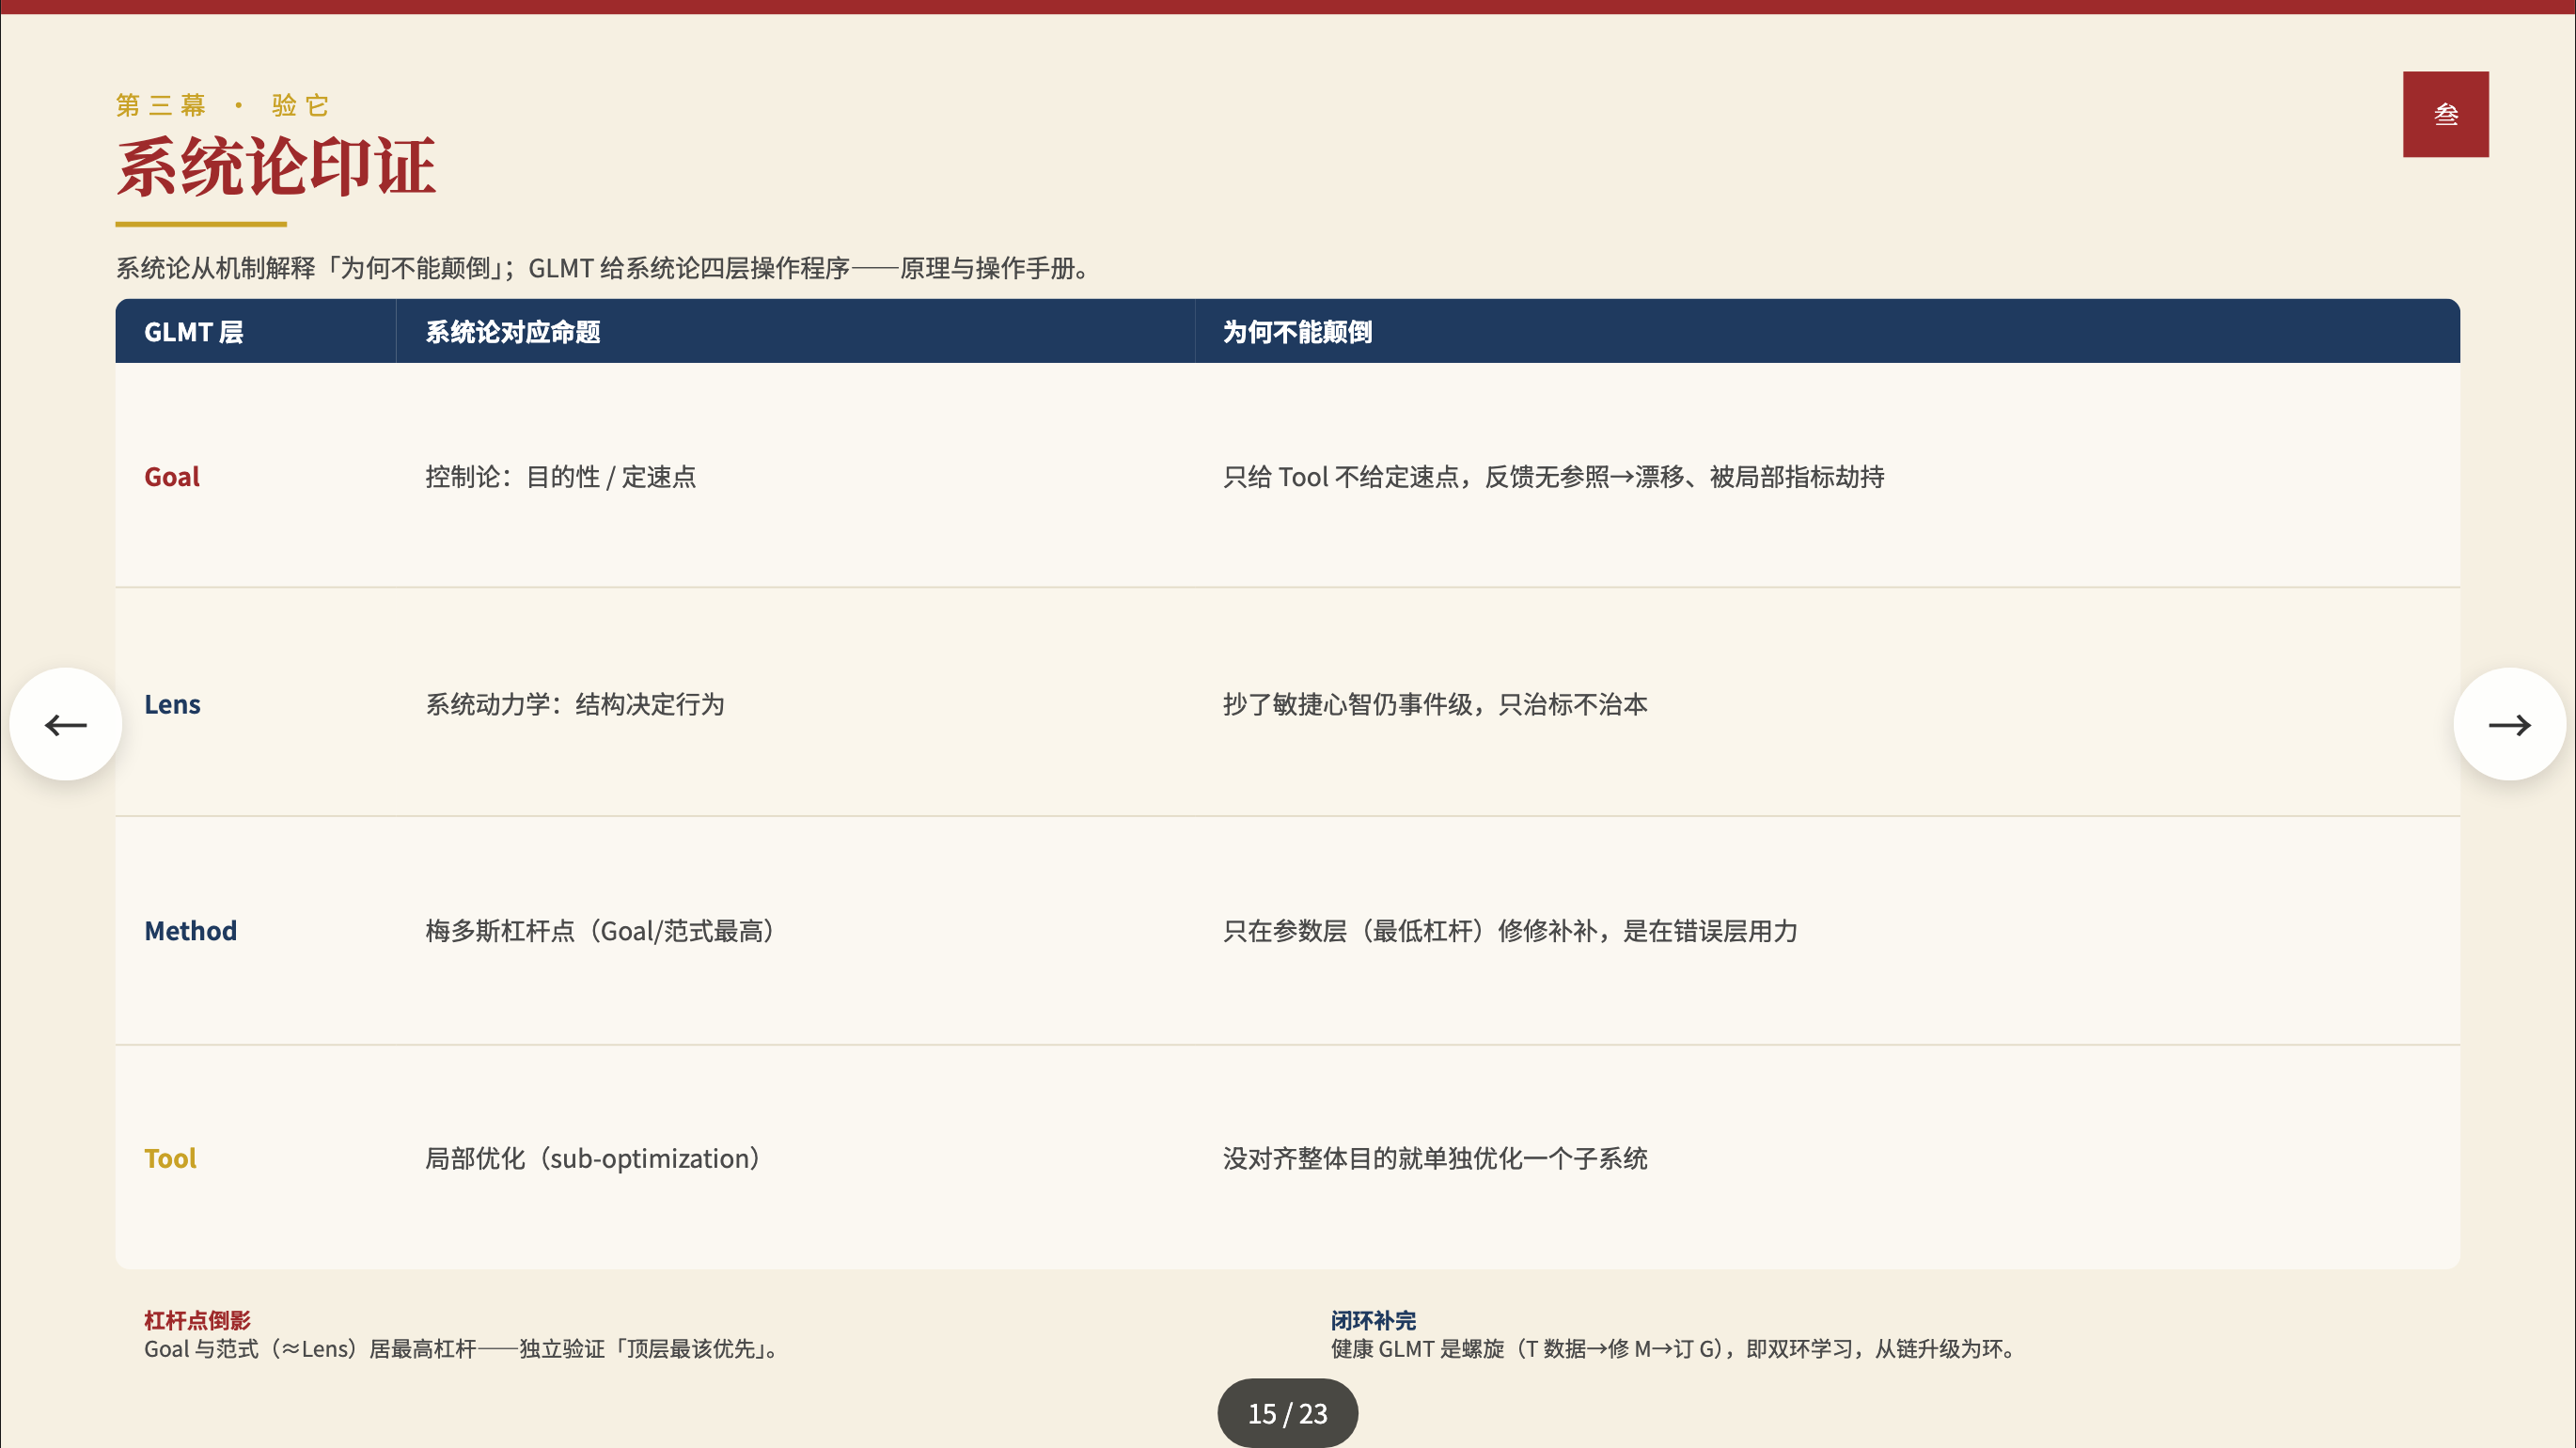 第三幕 · 验它
叁
系统论印证
系统论从机制解释「为何不能颠倒」；GLMT 给系统论四层操作程序——原理与操作手册。
GLMT 层 系统论对应命题 为何不能颠倒
Goal 控制论：目的性 / 定速点 只给 Tool 不给定速点，反馈无参照→漂移、被局部指标劫持
Lens 系统动力学：结构决定行为 抄了敏捷心智仍事件级，只治标不治本
Method 梅多斯杠杆点（Goal/范式最高） 只在参数层（最低杠杆）修修补补，是在错误层用力
Tool 局部优化（sub-optimization） 没对齐整体目的就单独优化一个子系统
←
→
杠杆点倒影
Goal 与范式（≈Lens）居最高杠杆——独立验证「顶层最该优先」。
闭环补完
健康 GLMT 是螺旋（T 数据→修 M→订 G），即双环学习，从链升级为环。
15 / 23